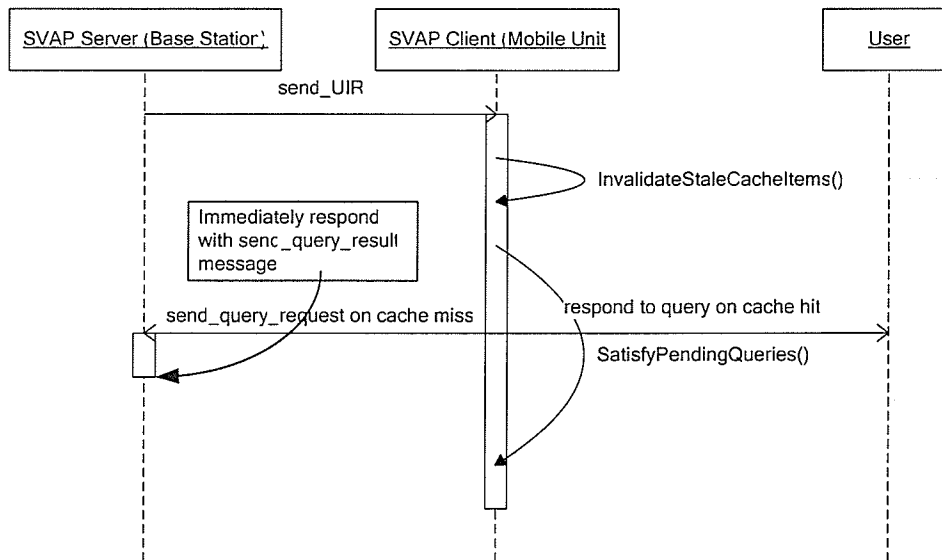 SVAP Server (Base Station)
SVAP Client (Mobile Unit
User
send_UIR
InvalidateStaleCacheItems()
Immediately respond
with send_query_result
message
respond to query on cache hit
send_query_request on cache miss
SatisfyPendingQueries()